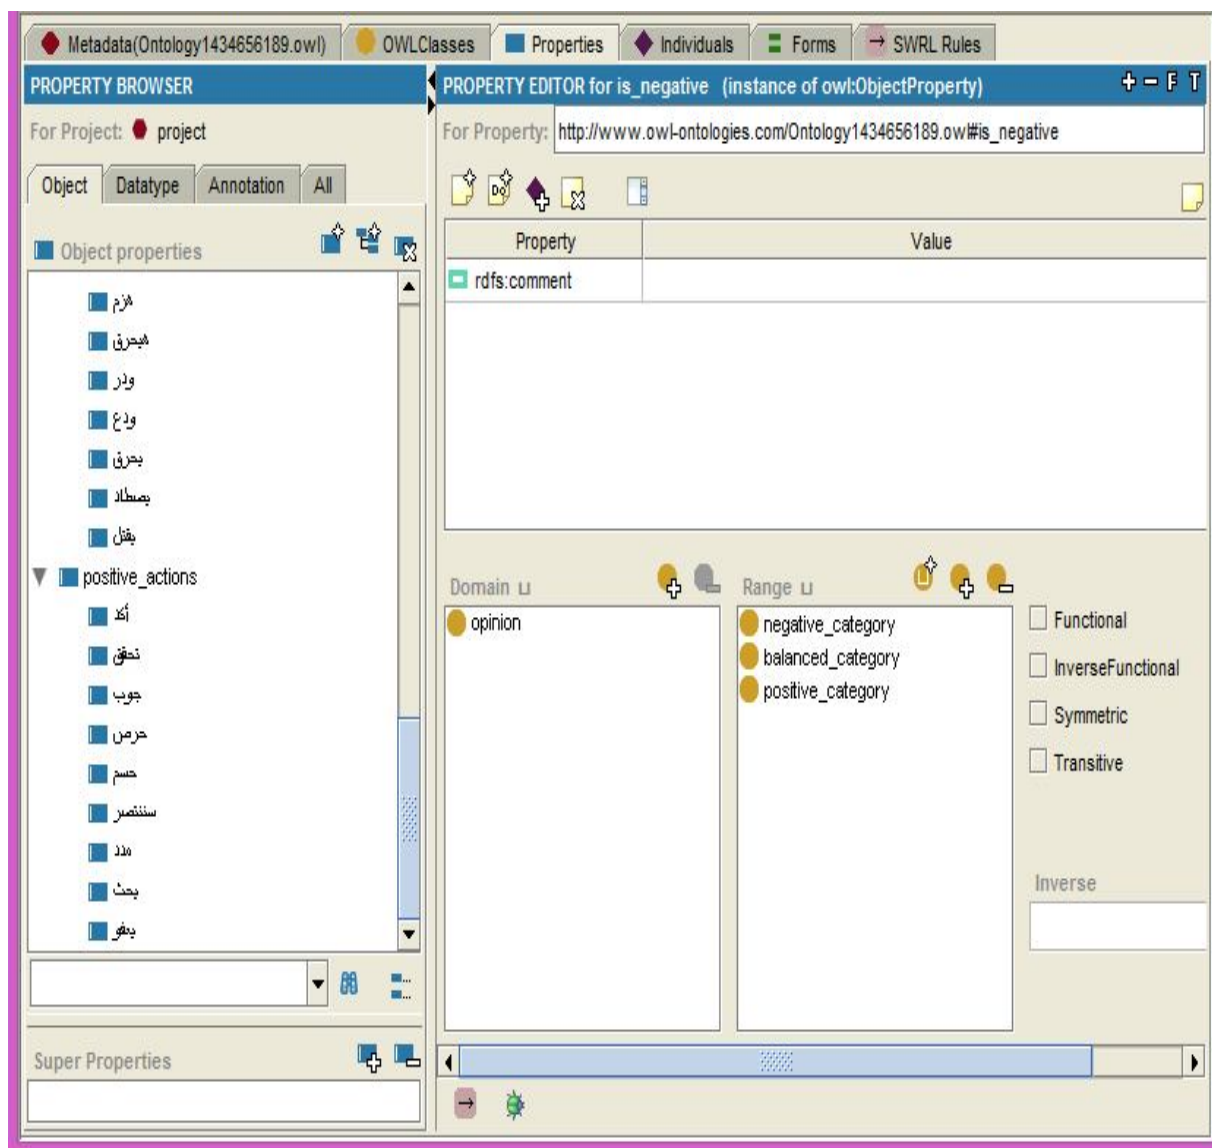 Metadata(Ontology1434656189.owl) OWLClasses Properties Individuals Forms SWRL Rules
PROPERTY BROWSER
For Project: project
Object Datatype Annotation All
Object properties
هزم
هيحرق
وذر
ودع
يحرق
يصطاد
يقتل
positive_actions
أكد
تحقق
جوب
حرص
حسم
سننتصر
مدد
يحث
يعفو
Super Properties
PROPERTY EDITOR for is_negative (instance of owl:ObjectProperty) F T
For Property: http://www.owl-ontologies.com/Ontology1434656189.owl#is_negative
Property Value
rdfs:comment
Domain ⊔
opinion
Range ⊔
negative_category
balanced_category
positive_category
Functional
InverseFunctional
Symmetric
Transitive
Inverse